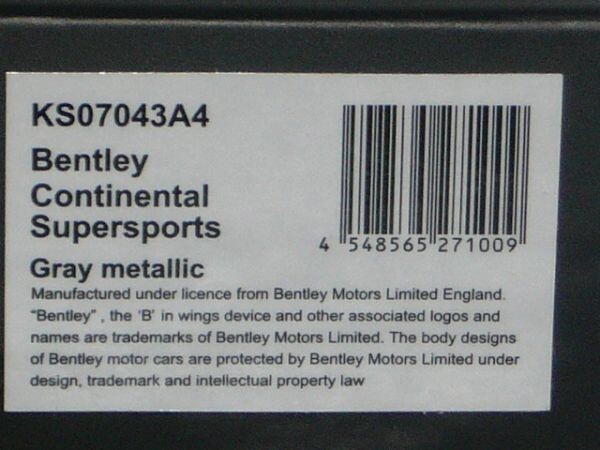 KS07043A4
Bentley
Continental
Supersports
Gray metallic
4 548565 271009
Manufactured under licence from Bentley Motors Limited England.
"Bentley" , the 'B' in wings device and other associated logos and
names are trademarks of Bentley Motors Limited. The body designs
of Bentley motor cars are protected by Bentley Motors Limited under
design, trademark and intellectual property law